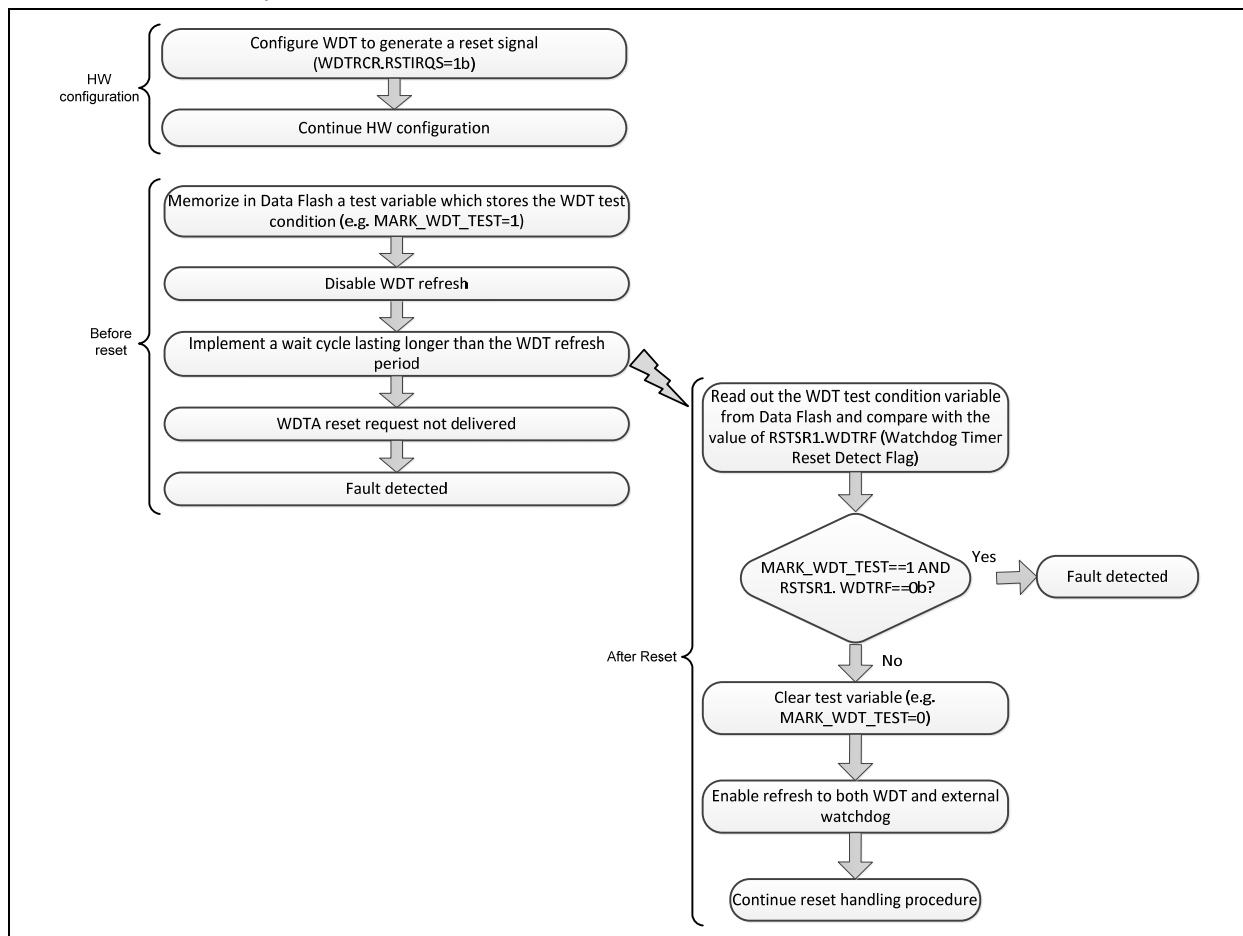 HW
configuration
Configure WDT to generate a reset signal
(WDTRCR.RSTIRQS=1b)
Continue HW configuration
Before
reset
Memorize in Data Flash a test variable which stores the WDT test
condition (e.g. MARK_WDT_TEST=1)
Disable WDT refresh
Implement a wait cycle lasting longer than the WDT refresh
period
WDTA reset request not delivered
Fault detected
After Reset
Read out the WDT test condition variable
from Data Flash and compare with the
value of RSTSR1.WDTRF (Watchdog Timer
Reset Detect Flag)
MARK_WDT_TEST==1 AND
RSTSR1. WDTRF==0b?
Yes
Fault detected
No
Clear test variable (e.g.
MARK_WDT_TEST=0)
Enable refresh to both WDT and external
watchdog
Continue reset handling procedure